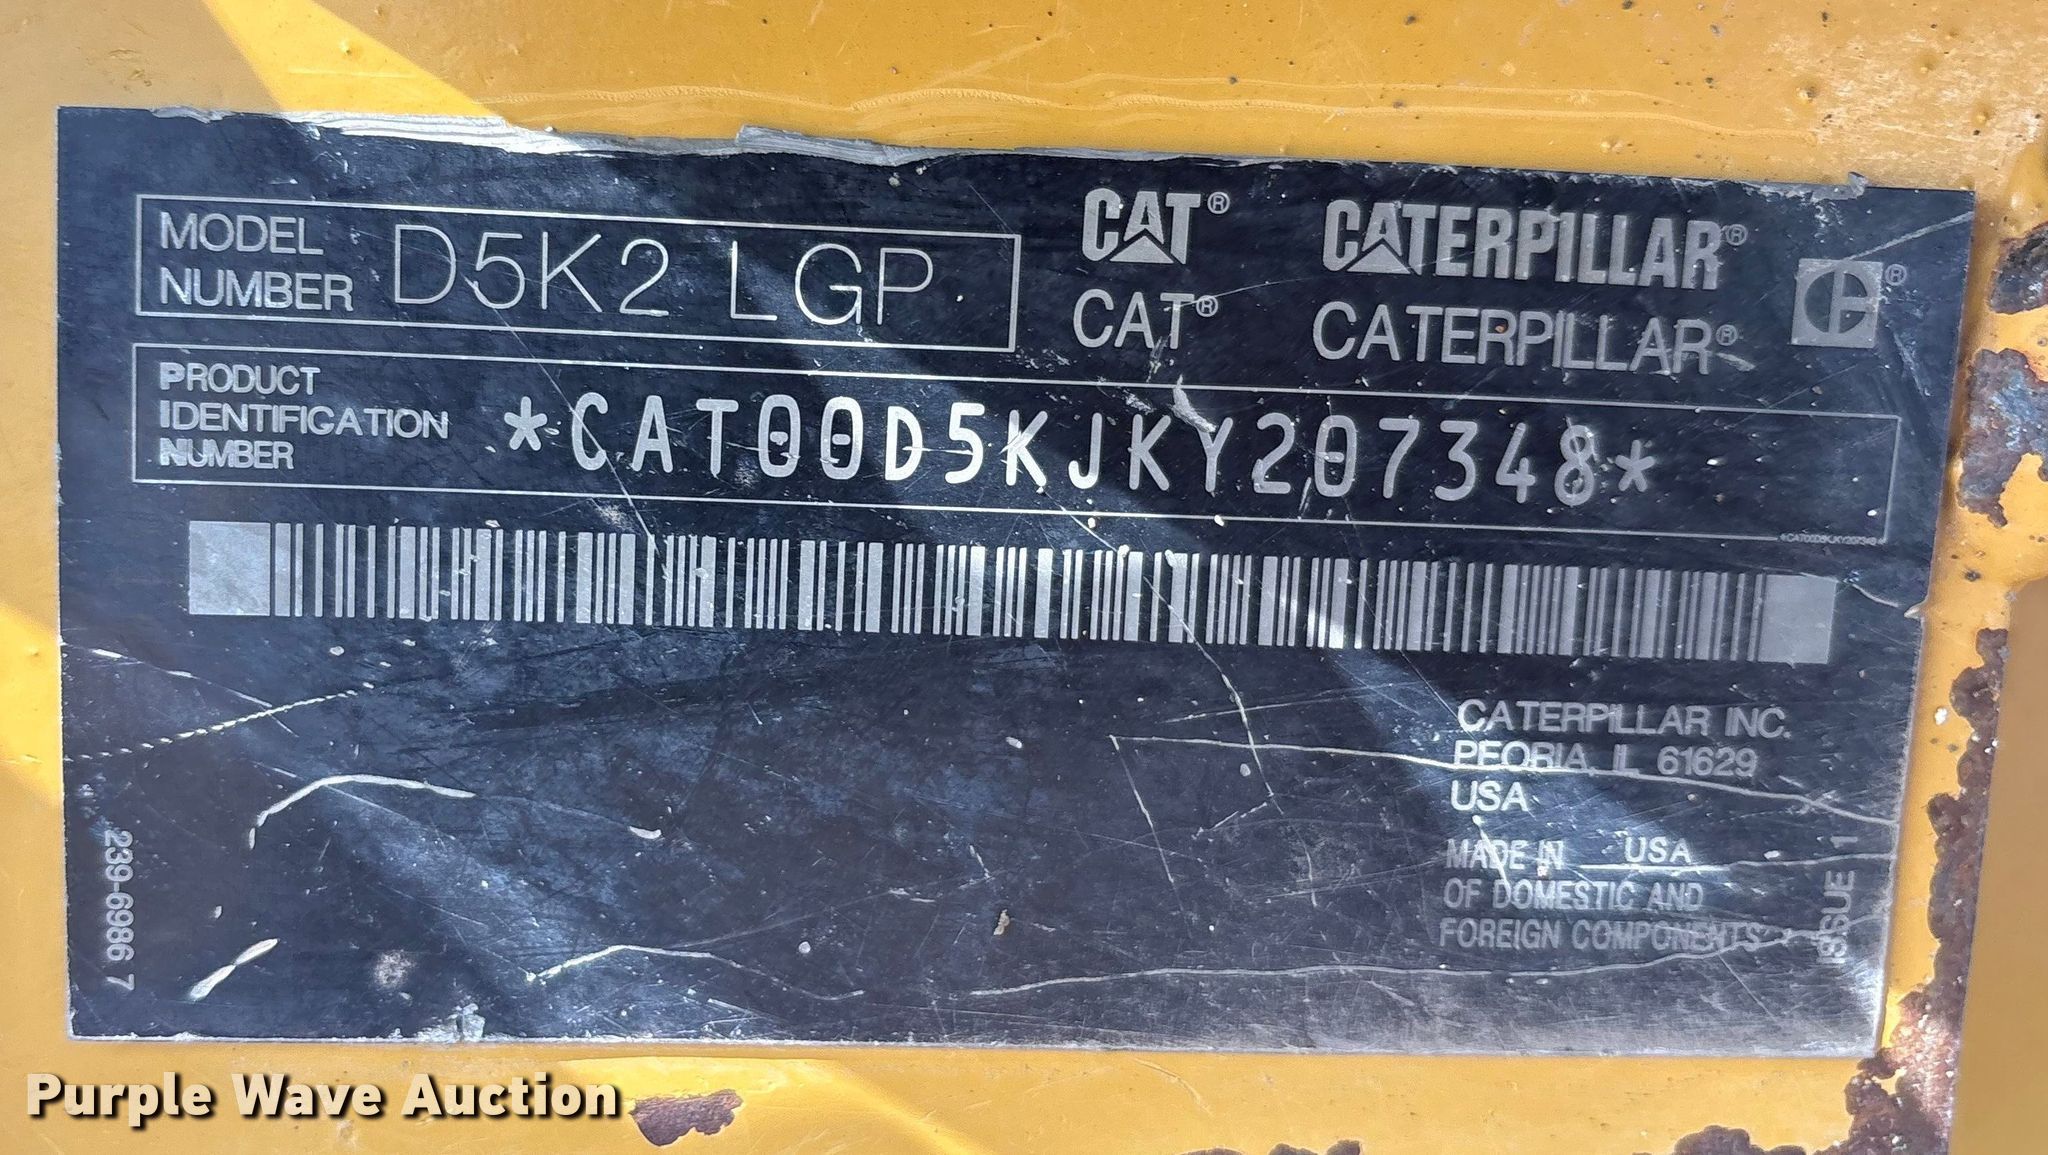 MODEL NUMBER D5K2 LGP
CAT® CATERPILLAR®
CAT® CATERPILLAR®
PRODUCT IDENTIFICATION NUMBER *CAT00D5KJKY207348*
*CAT00D5KJKY207348*
CATERPILLAR INC.
PEORIA, IL 61629
USA
MADE IN USA
OF DOMESTIC AND
FOREIGN COMPONENTS
239-6986 7
ISSUE 1
Purple Wave Auction